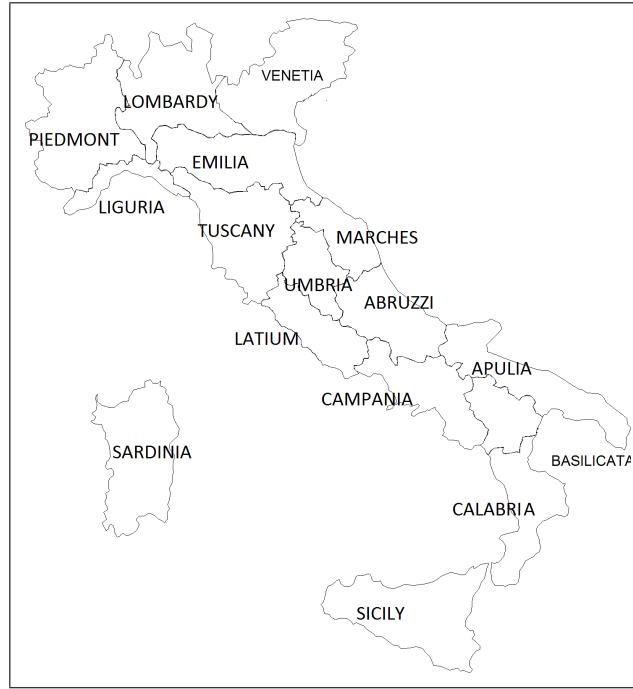 VENETIA
LOMBARDY
PIEDMONT
EMILIA
LIGURIA
TUSCANY
MARCHES
UMBRIA
ABRUZZI
LATIUM
APULIA
CAMPANIA
SARDINIA
BASILICATA
CALABRIA
SICILY